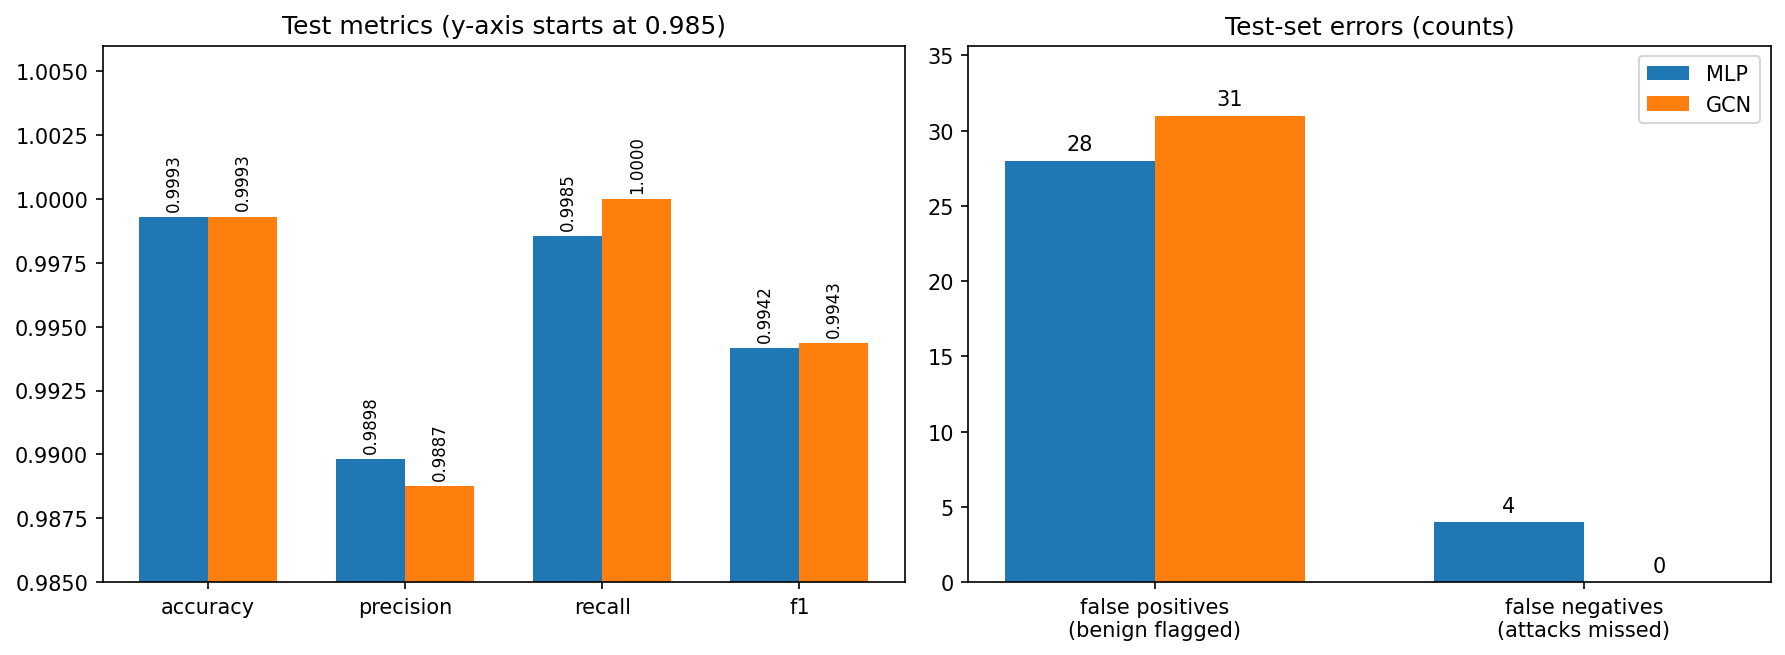 Test metrics (y-axis starts at 0.985)
1.0050
1.0025
1.0000
0.9975
0.9950
0.9925
0.9900
0.9875
0.9850
0.9993
0.9993
0.9898
0.9887
0.9985
1.0000
0.9942
0.9943
accuracy
precision
recall
f1
Test-set errors (counts)
35
30
25
20
15
10
5
0
28
31
4
0
MLP
GCN
false positives
(benign flagged)
false negatives
(attacks missed)